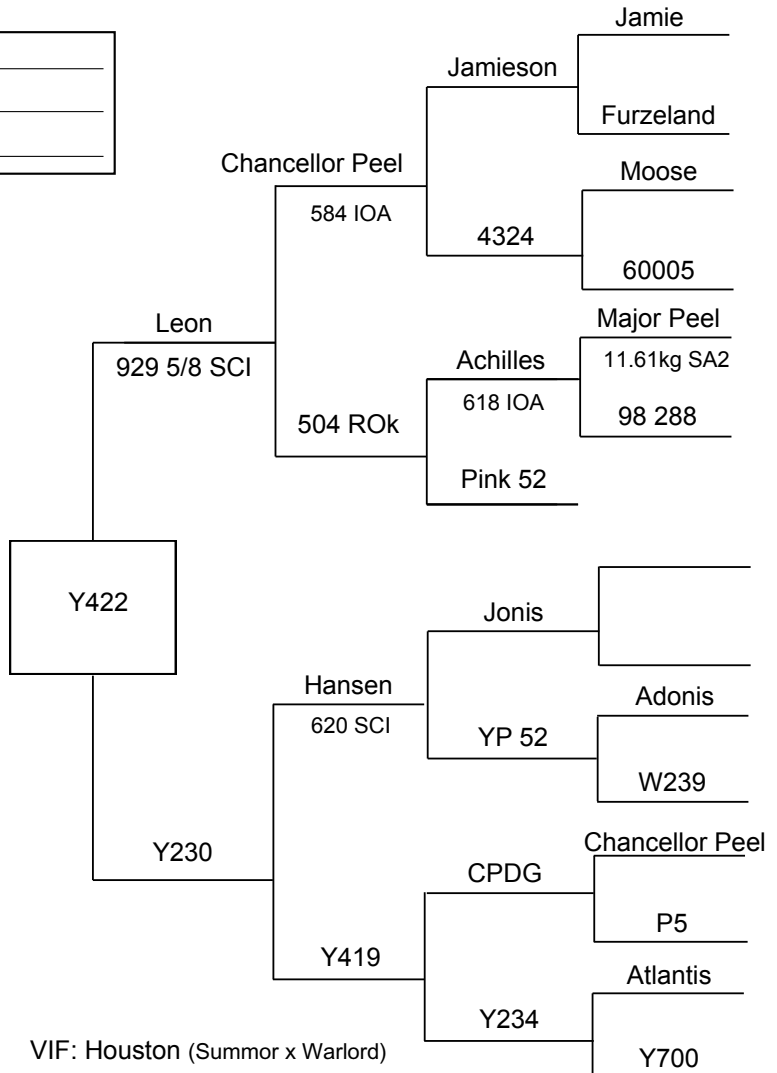 Jamie
Jamieson
Furzeland
Chancellor Peel
584 IOA
Moose
4324
60005
Leon
929 5/8 SCI
Major Peel
11.61kg SA2
Achilles
618 IOA
98 288
504 ROk
Pink 52
Y422
Jonis
Hansen
620 SCI
Adonis
YP 52
W239
Y230
Chancellor Peel
CPDG
P5
Y419
Atlantis
Y234
Y700
VIF: Houston (Summor x Warlord)